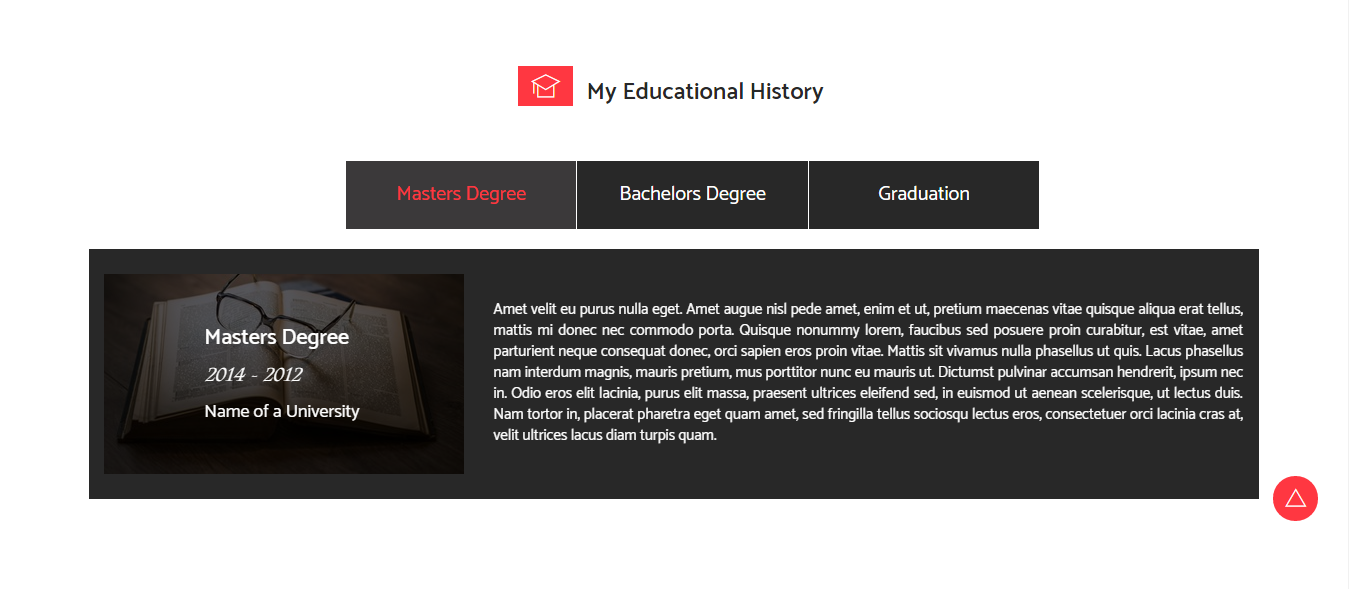 My Educational History
Masters Degree
Bachelors Degree
Graduation
Masters Degree
2014 - 2012
Name of a University
Amet velit eu purus nulla eget. Amet augue nisl pede amet, enim et ut, pretium maecenas vitae quisque aliqua erat tellus,
mattis mi donec nec commodo porta. Quisque nonummy lorem, faucibus sed posuere proin curabitur, est vitae, amet
parturient neque consequat donec, orci sapien eros proin vitae. Mattis sit vivamus nulla phasellus ut quis. Lacus phasellus
nam interdum magnis, mauris pretium, mus porttitor nunc eu mauris ut. Dictumst pulvinar accumsan hendrerit, ipsum nec
in. Odio eros elit lacinia, purus elit massa, praesent ultrices eleifend sed, in euismod ut aenean scelerisque, ut lectus duis.
Nam tortor in, placerat pharetra eget quam amet, sed fringilla tellus sociosqu lectus eros, consectetuer orci lacinia cras at,
velit ultrices lacus diam turpis quam.